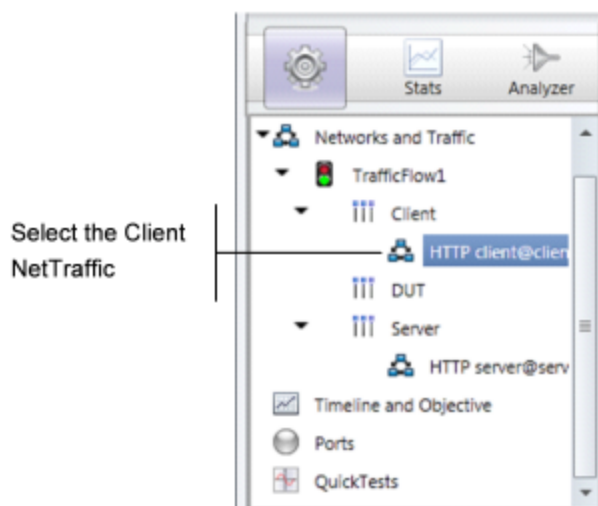 Stats
Analyzer
Networks and Traffic
TrafficFlow1
Client
Select the Client
NetTraffic
HTTP client@clien
DUT
Server
HTTP server@serv
Timeline and Objective
Ports
QuickTests